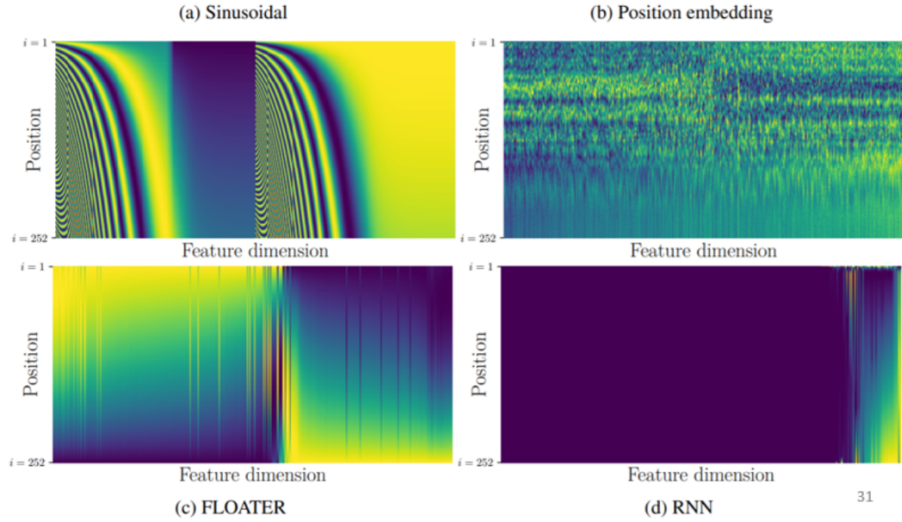 (a) Sinusoidal
(b) Position embedding
i = 1
Position
i = 252
Feature dimension
i = 1
Position
i = 252
Feature dimension
i = 1
Position
i = 252
Feature dimension
i = 1
Position
i = 252
Feature dimension
(c) FLOATER
(d) RNN
31